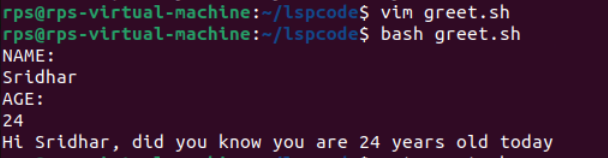 rps@rps-virtual-machine:~/lspcode$ vim greet.sh
rps@rps-virtual-machine:~/lspcode$ bash greet.sh
NAME:
Sridhar
AGE:
24
Hi Sridhar, did you know you are 24 years old today